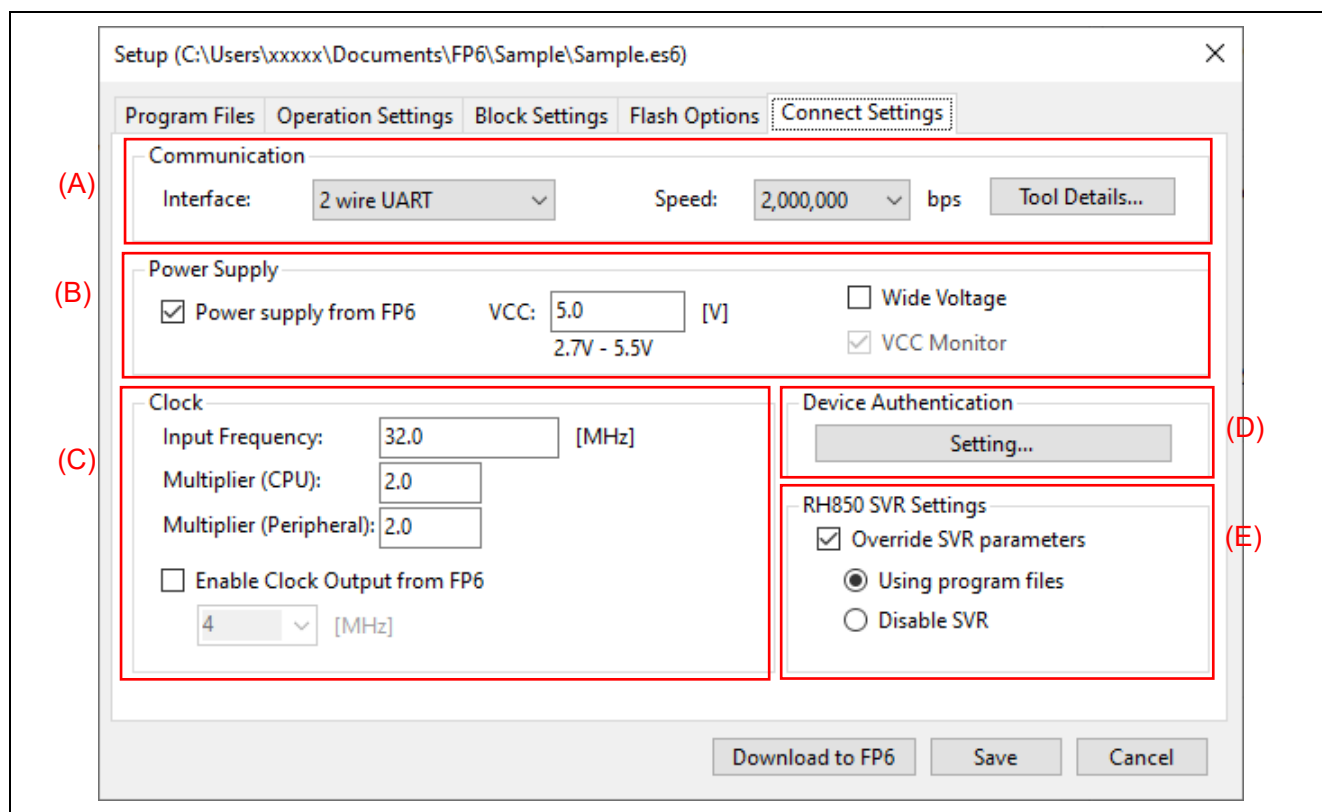 Setup (C:\Users\xxxxx\Documents\FP6\Sample\Sample.es6)
Program Files Operation Settings Block Settings Flash Options Connect Settings
(A)
Communication
Interface: 2 wire UART Speed: 2,000,000 bps Tool Details...
(B)
Power Supply
Power supply from FP6 VCC: 5.0 [V] Wide Voltage
2.7V - 5.5V VCC Monitor
(C)
Clock
Input Frequency: 32.0 [MHz]
Multiplier (CPU): 2.0
Multiplier (Peripheral): 2.0
Enable Clock Output from FP6
4 [MHz]
Device Authentication
Setting...
(D)
RH850 SVR Settings
Override SVR parameters
(E)
Using program files
Disable SVR
Download to FP6 Save Cancel